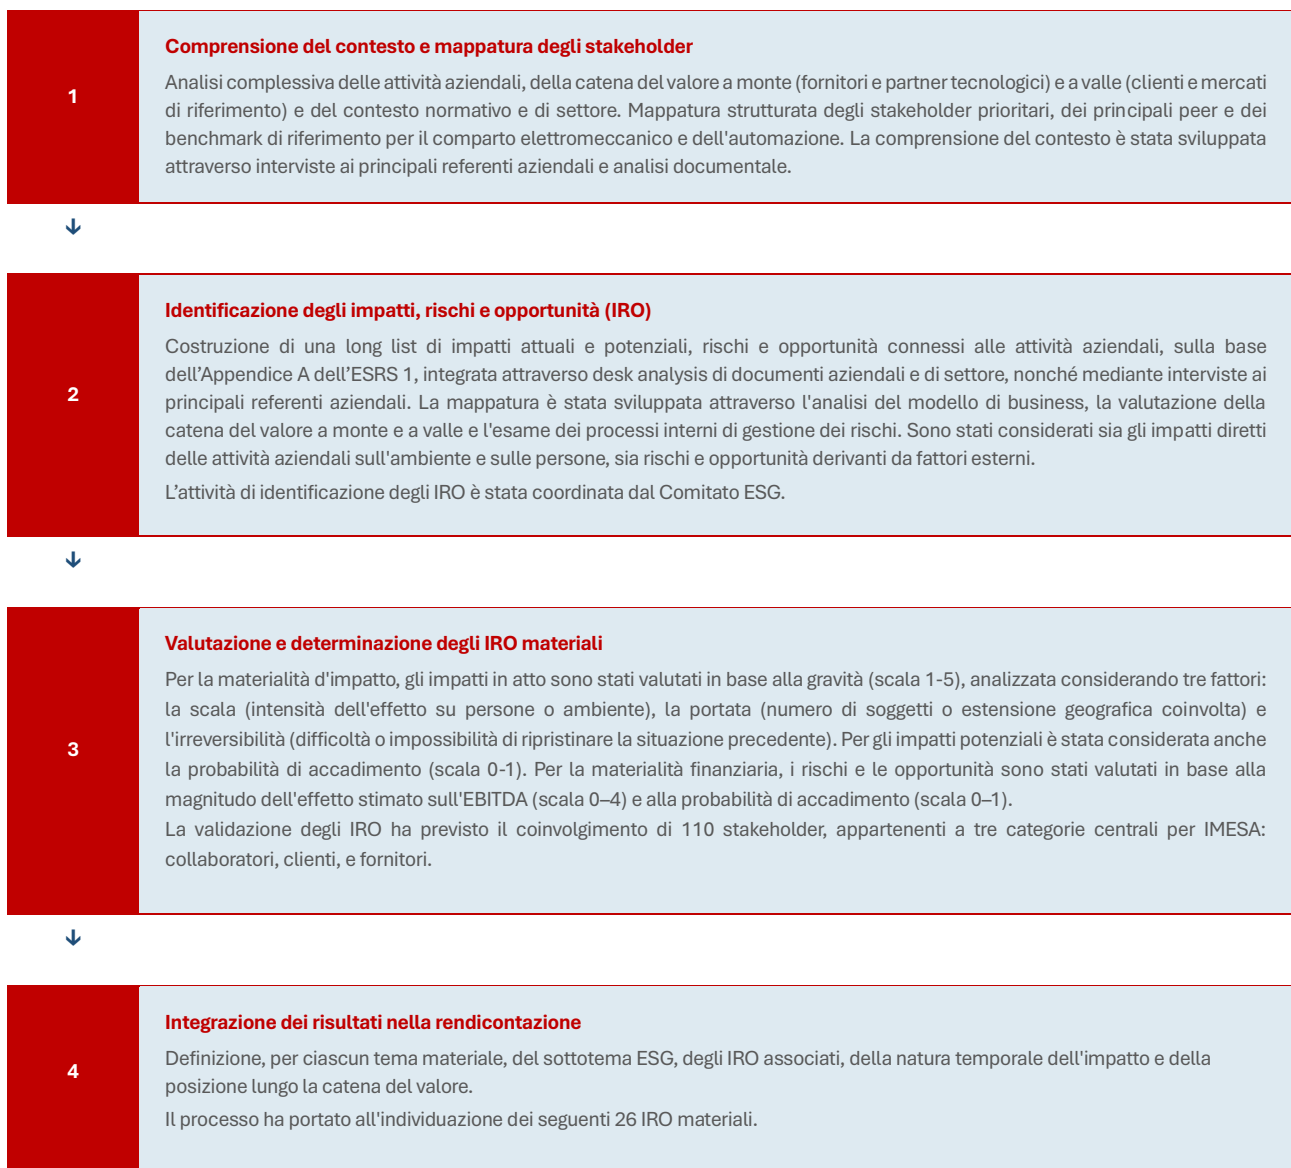 Comprensione del contesto e mappatura degli stakeholder
1
Analisi complessiva delle attività aziendali, della catena del valore a monte (fornitori e partner tecnologici) e a valle (clienti e mercati
di riferimento) e del contesto normativo e di settore. Mappatura strutturata degli stakeholder prioritari, dei principali peer e dei
benchmark di riferimento per il comparto elettromeccanico e dell'automazione. La comprensione del contesto è stata sviluppata
attraverso interviste ai principali referenti aziendali e analisi documentale.
↓
Identificazione degli impatti, rischi e opportunità (IRO)
2
Costruzione di una long list di impatti attuali e potenziali, rischi e opportunità connessi alle attività aziendali, sulla base
dell’Appendice A dell’ESRS 1, integrata attraverso desk analysis di documenti aziendali e di settore, nonché mediante interviste ai
principali referenti aziendali. La mappatura è stata sviluppata attraverso l'analisi del modello di business, la valutazione della
catena del valore a monte e a valle e l'esame dei processi interni di gestione dei rischi. Sono stati considerati sia gli impatti diretti
delle attività aziendali sull'ambiente e sulle persone, sia rischi e opportunità derivanti da fattori esterni.
L’attività di identificazione degli IRO è stata coordinata dal Comitato ESG.
↓
Valutazione e determinazione degli IRO materiali
3
Per la materialità d'impatto, gli impatti in atto sono stati valutati in base alla gravità (scala 1-5), analizzata considerando tre fattori:
la scala (intensità dell'effetto su persone o ambiente), la portata (numero di soggetti o estensione geografica coinvolta) e
l'irreversibilità (difficoltà o impossibilità di ripristinare la situazione precedente). Per gli impatti potenziali è stata considerata anche
la probabilità di accadimento (scala 0-1). Per la materialità finanziaria, i rischi e le opportunità sono stati valutati in base alla
magnitudo dell'effetto stimato sull'EBITDA (scala 0–4) e alla probabilità di accadimento (scala 0–1).
La validazione degli IRO ha previsto il coinvolgimento di 110 stakeholder, appartenenti a tre categorie centrali per IMESA:
collaboratori, clienti, e fornitori.
↓
Integrazione dei risultati nella rendicontazione
4
Definizione, per ciascun tema materiale, del sottotema ESG, degli IRO associati, della natura temporale dell'impatto e della
posizione lungo la catena del valore.
Il processo ha portato all'individuazione dei seguenti 26 IRO materiali.